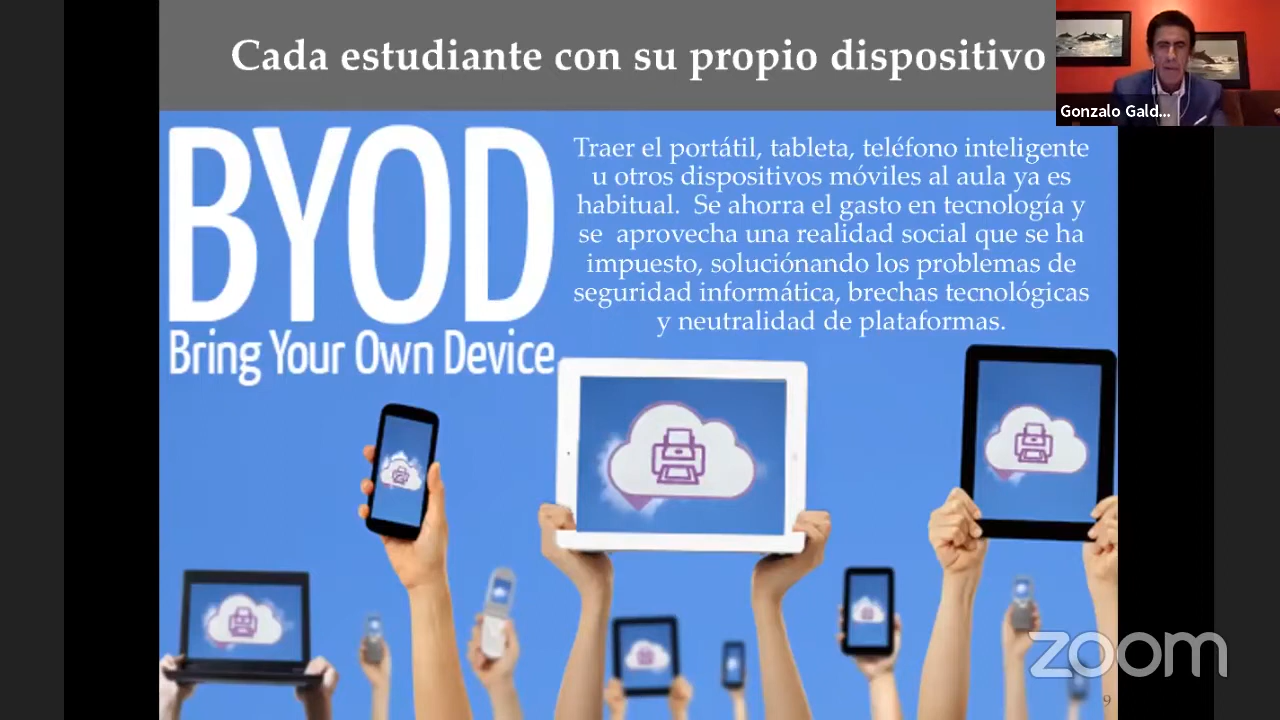 Cada estudiante con su propio dispositivo
Gonzalo Gald...
BYOD
Bring Your Own Device
Traer el portátil, tableta, teléfono inteligente
u otros dispositivos móviles al aula ya es
habitual. Se ahorra el gasto en tecnología y
se aprovecha una realidad social que se ha
impuesto, soluciónando los problemas de
seguridad informática, brechas tecnológicas
y neutralidad de plataformas.
zoom
9